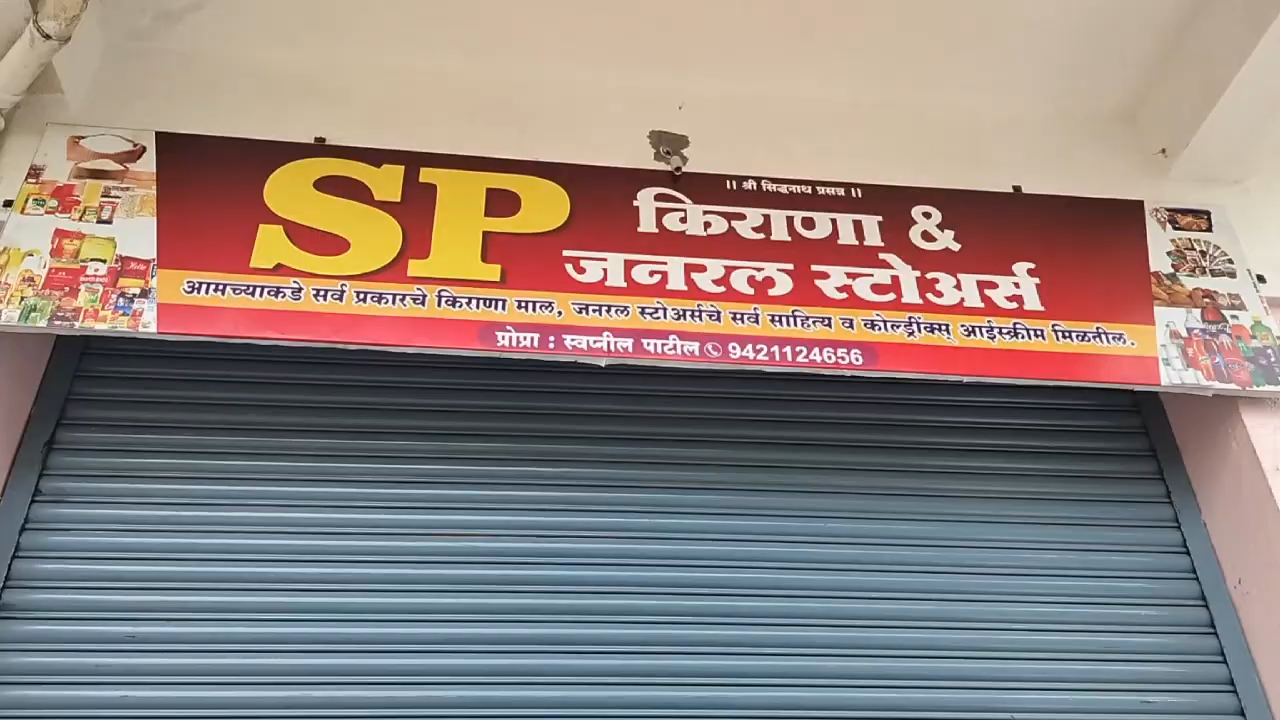 ॥ श्री सिद्धनाथ प्रसन्न ॥
SP किराणा &
जनरल स्टोअर्स
आमच्याकडे सर्व प्रकारचे किराणा माल, जनरल स्टोअर्सचे सर्व साहित्य व कोल्ड्रींक्स् आईस्क्रीम मिळतील.
प्रोप्रा : स्वप्नील पाटील 9421124656